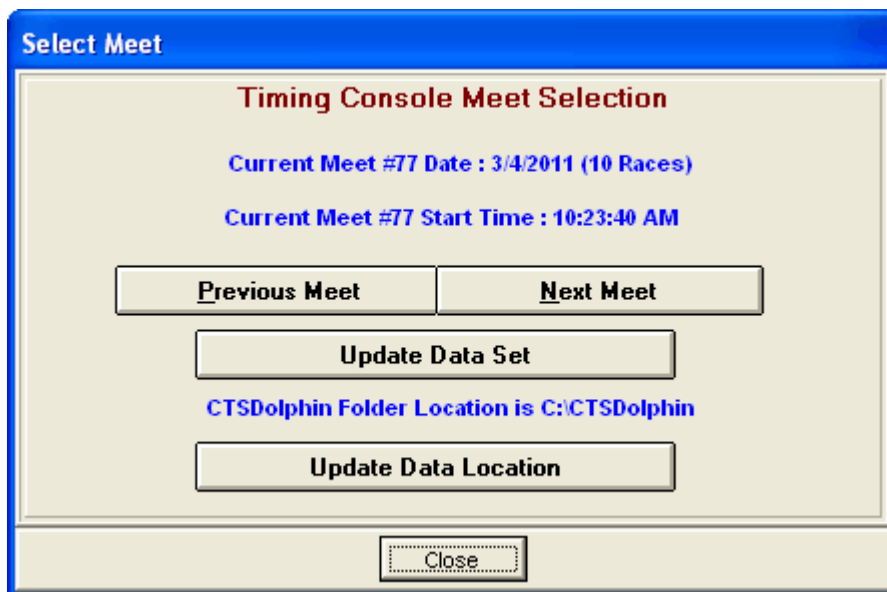 Select Meet
Timing Console Meet Selection
Current Meet #77 Date : 3/4/2011 (10 Races)
Current Meet #77 Start Time : 10:23:40 AM
Previous Meet
Next Meet
Update Data Set
CTSDolphin Folder Location is C:\CTSDolphin
Update Data Location
Close